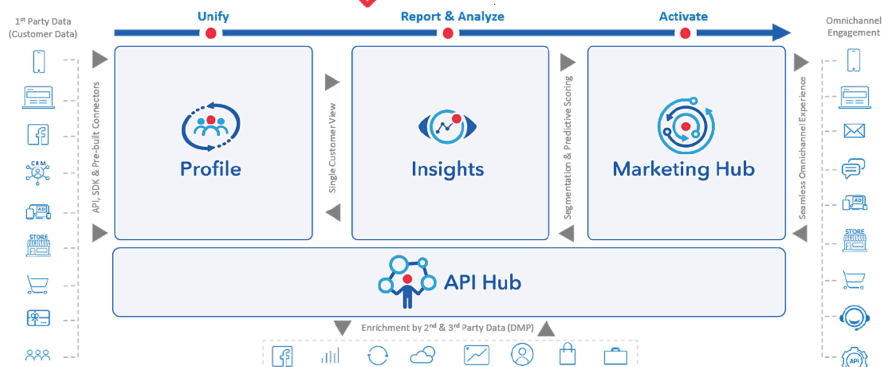 1st Party Data
(Customer Data)
Unify
Report & Analyze
Activate
Omnichannel
Engagement
API, SDK & Pre-built Connectors
Profile
Single Customer View
Insights
Segmentation & Predictive Scoring
Marketing Hub
Seamless Omnichannel Experience
CRM
AD
STORE
AD
STORE
API Hub
Enrichment by 2nd & 3rd Party Data (DMP)
API